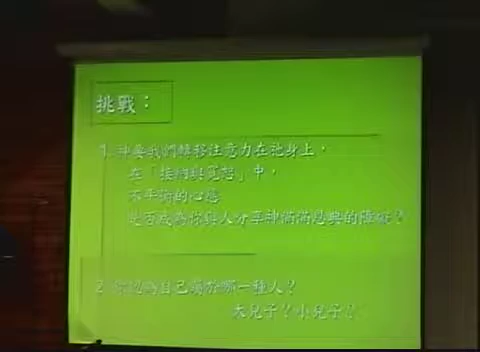 挑戰：
1. 神要我們轉移注意力在祂身上，
在「接納與寬恕」中，
不平衡的心態
是否成為你與人分享神滿滿恩典的障礙？
2. 你認為自己屬於哪一種人？
大兒子？小兒子？